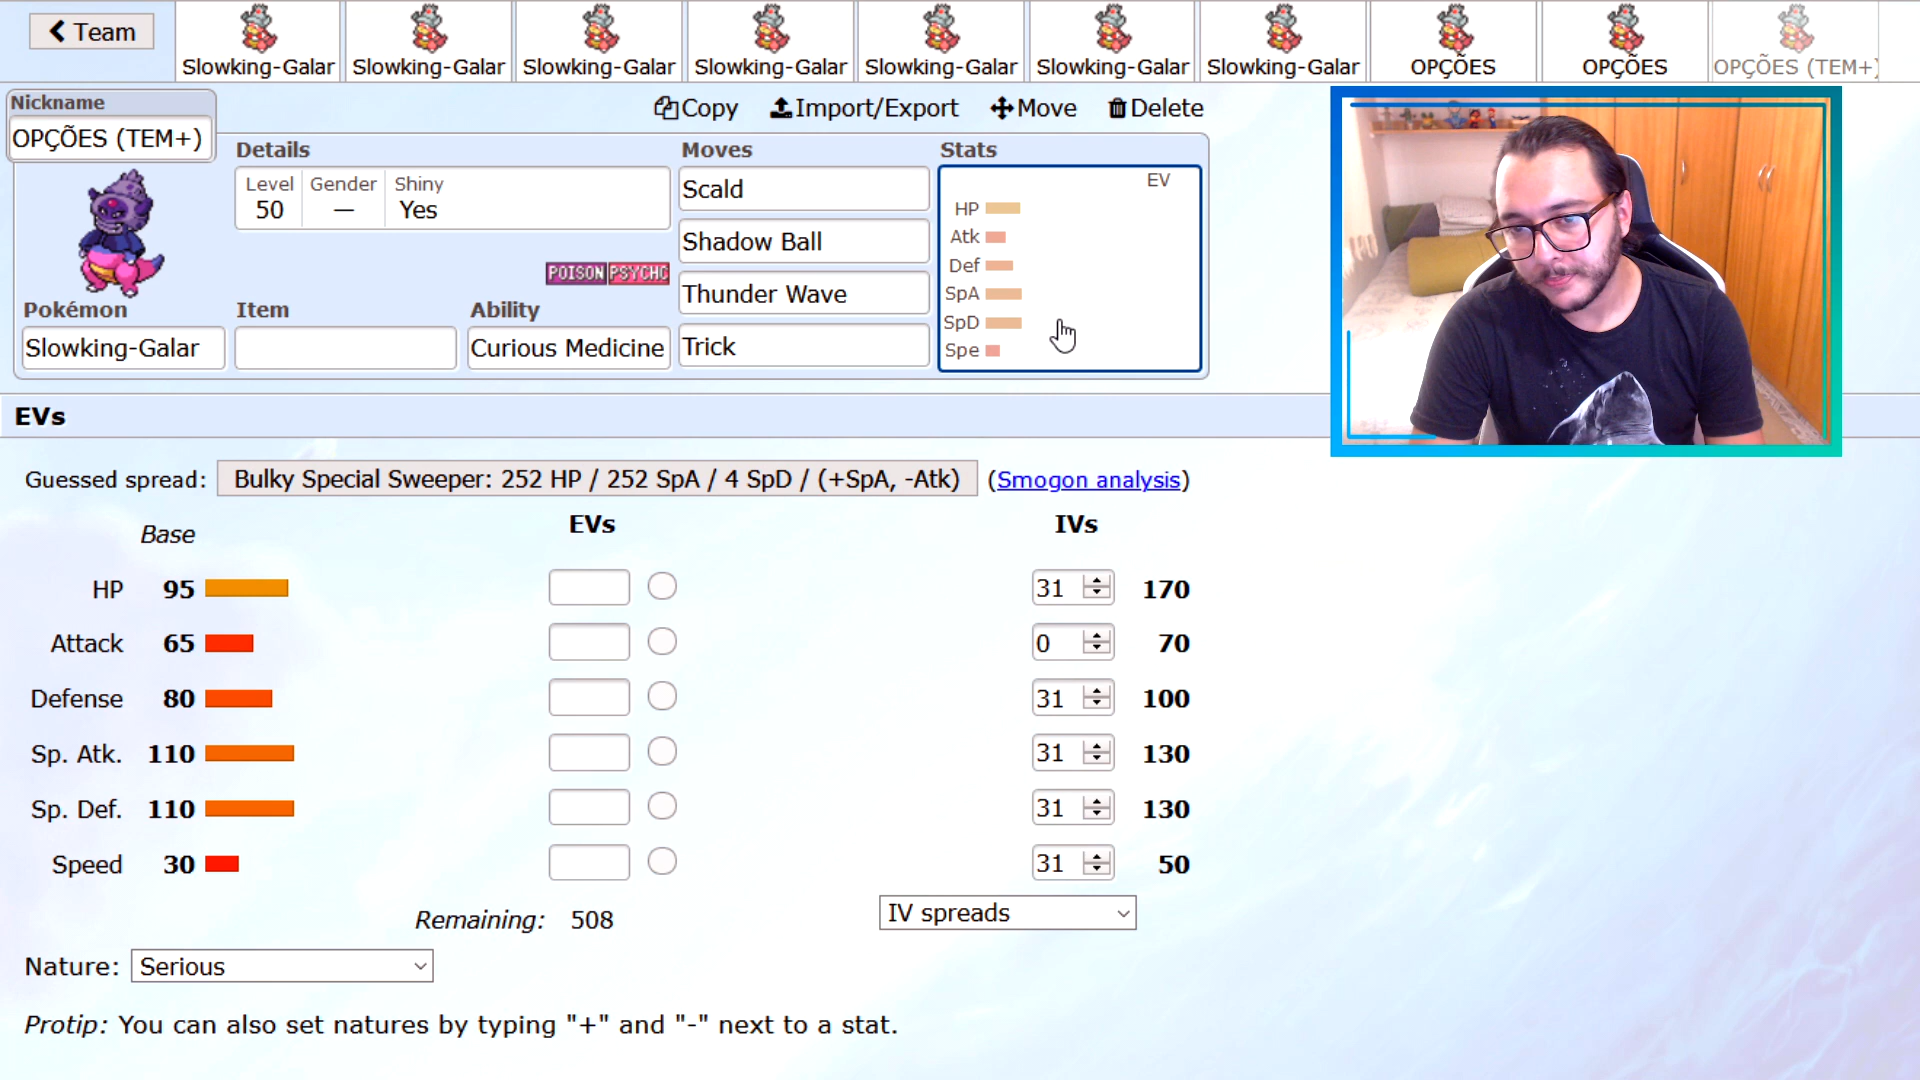 Team
Slowking-Galar
Slowking-Galar
Slowking-Galar
Slowking-Galar
Slowking-Galar
Slowking-Galar
Slowking-Galar
OPÇÕES
OPÇÕES
OPÇÕES (TEM+)
Nickname
OPÇÕES (TEM+)
Copy
Import/Export
Move
Delete
Details
Level
Gender
Shiny
50
—
Yes
POISON PSYCHC
Pokémon
Slowking-Galar
Item
Ability
Curious Medicine
Moves
Scald
Shadow Ball
Thunder Wave
Trick
Stats
EV
HP
Atk
Def
SpA
SpD
Spe
EVs
Guessed spread: Bulky Special Sweeper: 252 HP / 252 SpA / 4 SpD / (+SpA, -Atk) (Smogon analysis)
Base EVs IVs
HP 95 31 170
Attack 65 0 70
Defense 80 31 100
Sp. Atk. 110 31 130
Sp. Def. 110 31 130
Speed 30 31 50
Remaining: 508 IV spreads
Nature: Serious
Protip: You can also set natures by typing "+" and "-" next to a stat.